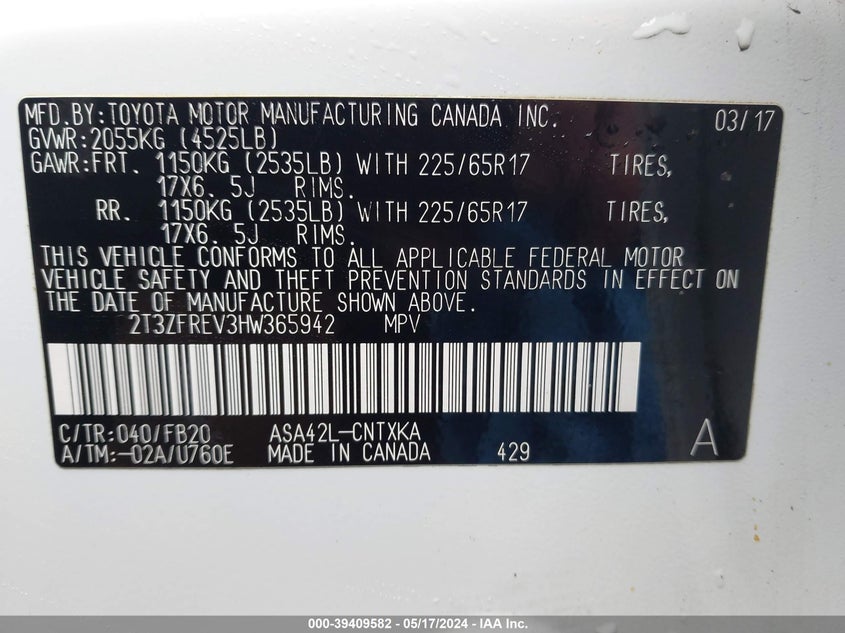 MFD.BY:TOYOTA MOTOR MANUFACTURING CANADA INC. 03/17
GVWR:2055KG (4525LB)
GAWR:FRT. 1150KG (2535LB) WITH 225/65R17 TIRES,
17X6. 5J RIMS.
RR. 1150KG (2535LB) WITH 225/65R17 TIRES,
17X6. 5J RIMS.
THIS VEHICLE CONFORMS TO ALL APPLICABLE FEDERAL MOTOR
VEHICLE SAFETY AND THEFT PREVENTION STANDARDS IN EFFECT ON
THE DATE OF MANUFACTURE SHOWN ABOVE.
2T3ZFREV3HW365942 MPV
C/TR:040/FB20 ASA42L-CNTXKA A
A/TM:-02A/U760E MADE IN CANADA 429
000-39409582 / 05/17/2024 - IAA Inc.